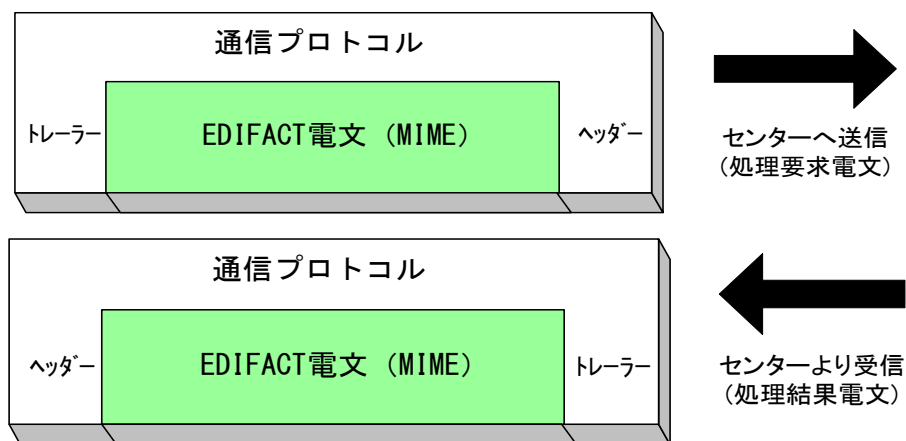 通信プロトコル
トレーラー
EDIFACT電文 (MIME)
ヘッダー
センターへ送信
(処理要求電文)
通信プロトコル
ヘッダー
EDIFACT電文 (MIME)
トレーラー
センターより受信
(処理結果電文)